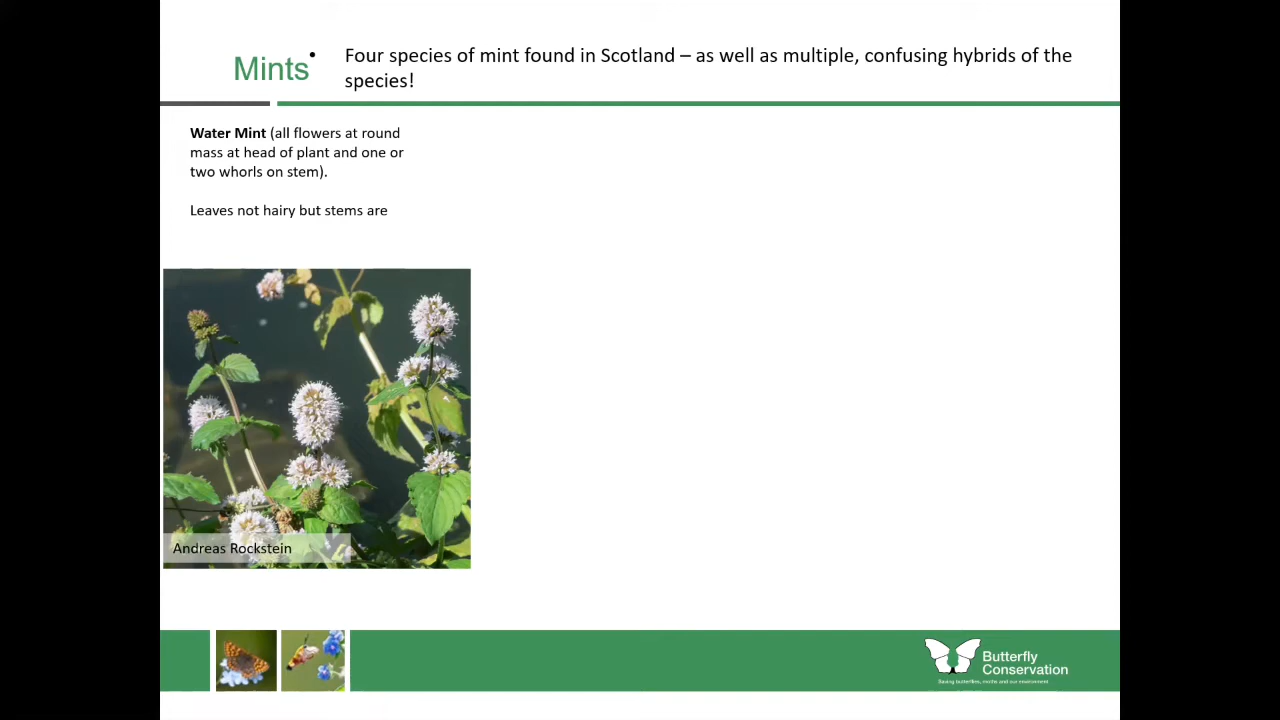 Mints
• Four species of mint found in Scotland – as well as multiple, confusing hybrids of the
species!
Water Mint (all flowers at round
mass at head of plant and one or
two whorls on stem).
Leaves not hairy but stems are
Andreas Rockstein
Butterfly
Conservation
Saving butterflies, moths and our environment